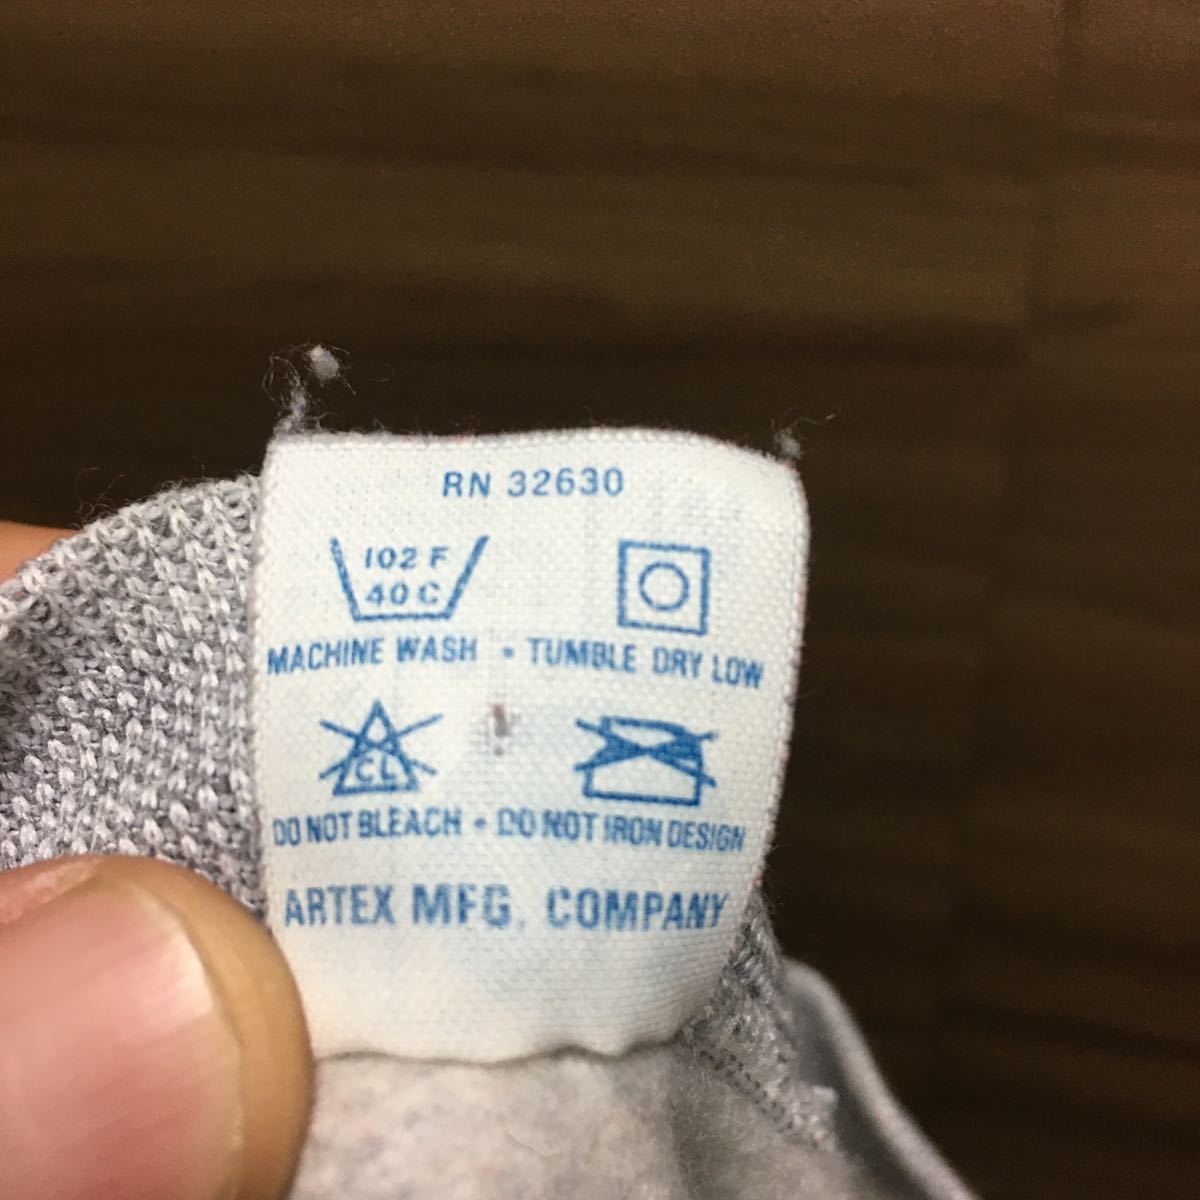 RN 32630
102 F
40 C
MACHINE WASH • TUMBLE DRY LOW
CL
DO NOT BLEACH • DO NOT IRON DESIGN
ARTEX MFG. COMPANY